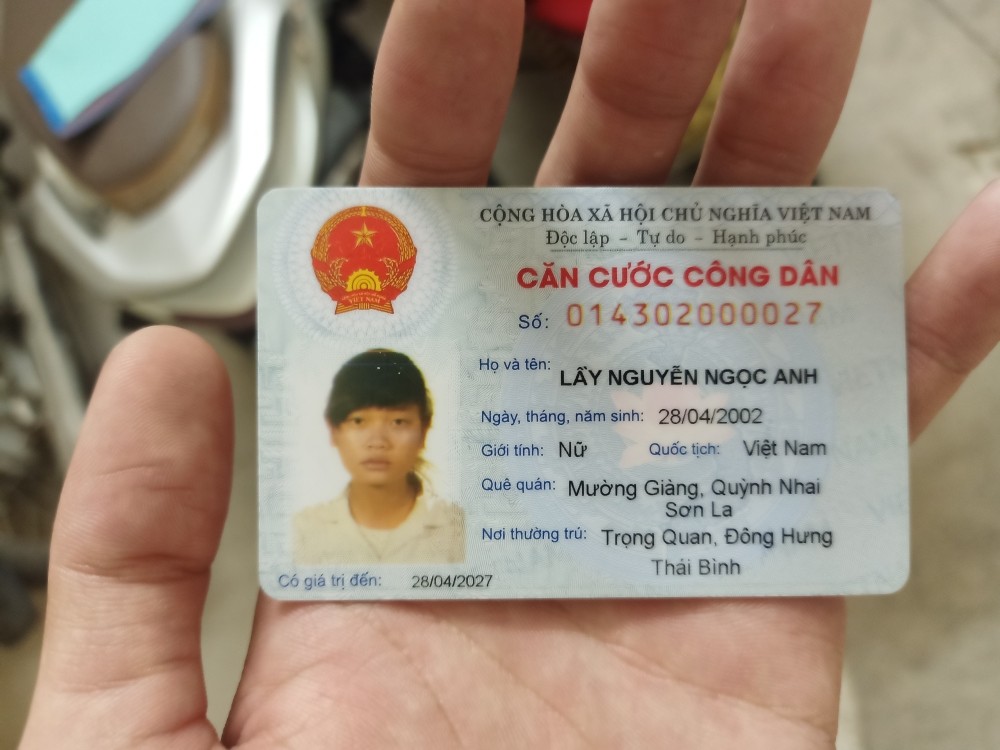 CỘNG HÒA XÃ HỘI CHỦ NGHĨA VIỆT NAM
Độc lập - Tự do - Hạnh phúc
CĂN CƯỚC CÔNG DÂN
Số: 014302000027
Họ và tên: LẦY NGUYỄN NGỌC ANH
Ngày, tháng, năm sinh: 28/04/2002
Giới tính: Nữ Quốc tịch: Việt Nam
Quê quán: Mường Giàng, Quỳnh Nhai
Sơn La
Nơi thường trú: Trọng Quan, Đông Hưng
Thái Bình
Có giá trị đến: 28/04/2027
VIỆT NAM